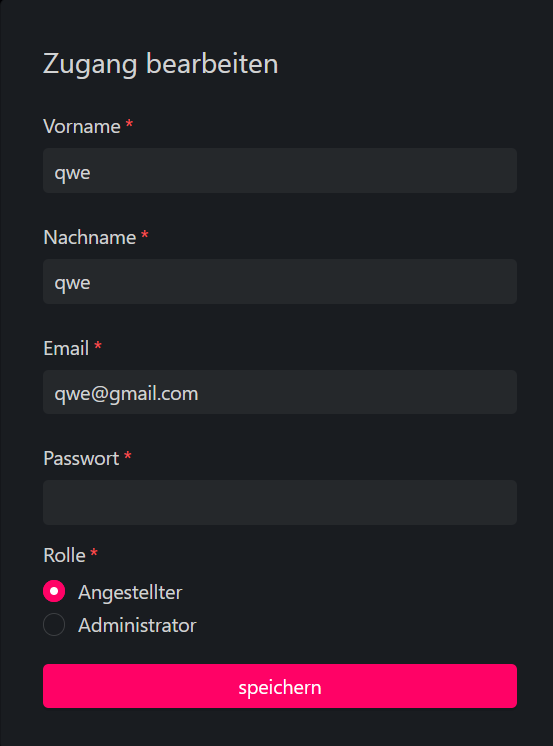 Zugang bearbeiten
Vorname *
qwe
Nachname *
qwe
Email *
qwe@gmail.com
Passwort *
Rolle *
Angestellter
Administrator
speichern